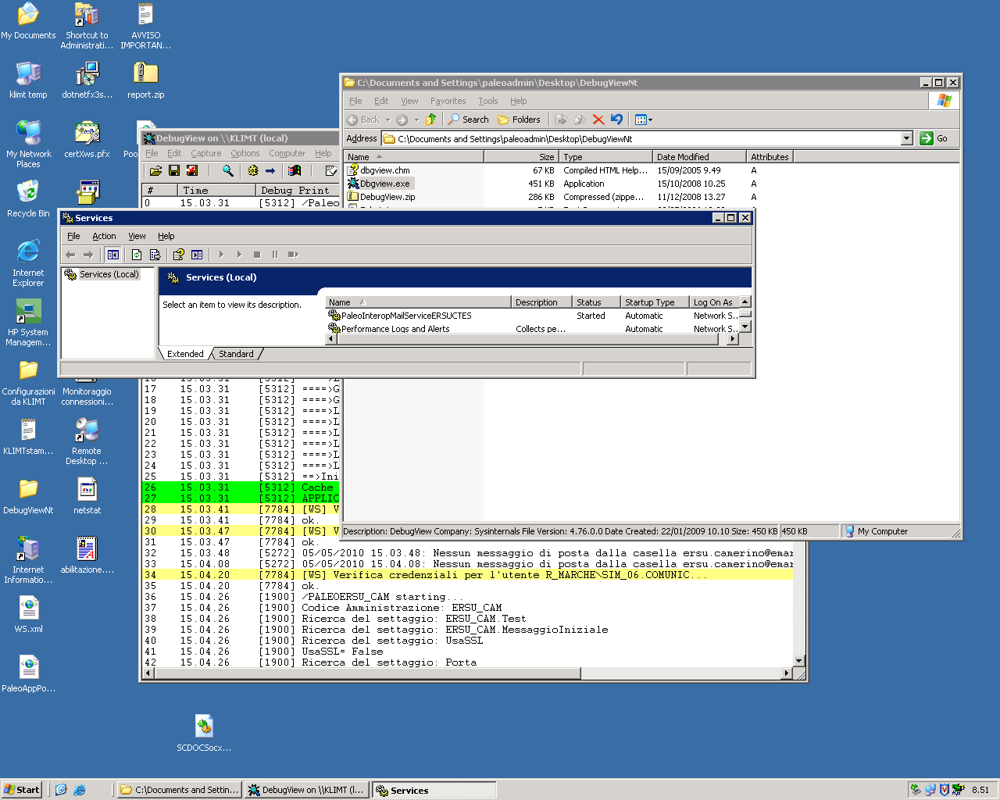 My Documents
Shortcut to
Administrati...
AVVISO
IMPORTAN...
klimt temp
dotnetfx3s...
report.zip
My Network
Places
certXws.pfx
Poo
Recycle Bin
Internet
Explorer
HP System
Managem...
Configurazioni
da KLIMT
Monitoraggio
connessioni...
KLIMTstam...
Remote
Desktop ...
DebugViewNt
netstat
Internet
Informatio...
abilitazione....
WS.xml
PaleoAppPo...
SCDOCSocx...
C:\Documents and Settings\paleoadmin\Desktop\DebugViewNt
File Edit View Favorites Tools Help
Back Search Folders
Address C:\Documents and Settings\paleoadmin\Desktop\DebugViewNt Go
Name Size Type Date Modified Attributes
dbgview.chm 67 KB Compiled HTML Help... 15/09/2005 9.49 A
Dbgview.exe 451 KB Application 15/10/2008 10.25 A
DebugView.zip 286 KB Compressed (zippe... 11/12/2008 13.27 A
Description: DebugView Company: Sysinternals File Version: 4.76.0.0 Date Created: 22/01/2009 10.10 Size: 450 KB 450 KB My Computer
DebugView on \\KLIMT (local)
File Edit Capture Options Computer Help
# Time Debug Print
0 15.03.31 [5312] /Paleo
Services
File Action View Help
Services (Local)
Services (Local)
Select an item to view its description.
Name Description Status Startup Type Log On As
PaleoInteropMailServiceERSUCTES Started Automatic Network S...
Performance Logs and Alerts Collects pe... Automatic Network S...
Extended Standard
17 15.03.31 [5312] ====>G
18 15.03.31 [5312] ====>G
19 15.03.31 [5312] ====>L
20 15.03.31 [5312] ====>L
21 15.03.31 [5312] ====>L
22 15.03.31 [5312] ====>L
23 15.03.31 [5312] ====>L
24 15.03.31 [5312] ====>L
25 15.03.31 [5312] ==>Ini
26 15.03.31 [5312] Cache
27 15.03.31 [5312] APPLIC
28 15.03.41 [7784] [WS] V
29 15.03.41 [7784] ok.
30 15.03.47 [7784] [WS] V
31 15.03.47 [7784] ok.
32 15.03.48 [5272] 05/05/2010 15.03.48: Nessun messaggio di posta dalla casella ersu.camerino@emar
33 15.04.08 [5272] 05/05/2010 15.04.08: Nessun messaggio di posta dalla casella ersu.camerino@emar
34 15.04.20 [7784] [WS] Verifica credenziali per l'utente R_MARCHE\SIM_06.COMUNIC...
35 15.04.20 [7784] ok.
36 15.04.26 [1900] /PALEOERSU_CAM starting...
37 15.04.26 [1900] Codice Amministrazione: ERSU_CAM
38 15.04.26 [1900] Ricerca del settaggio: ERSU_CAM.Test
39 15.04.26 [1900] Ricerca del settaggio: ERSU_CAM.MessaggioIniziale
40 15.04.26 [1900] Ricerca del settaggio: UsaSSL
41 15.04.26 [1900] UsaSSL= False
42 15.04.26 [1900] Ricerca del settaggio: Porta
Start C:\Documents and Settin... DebugView on \\KLIMT (l... Services 8.51